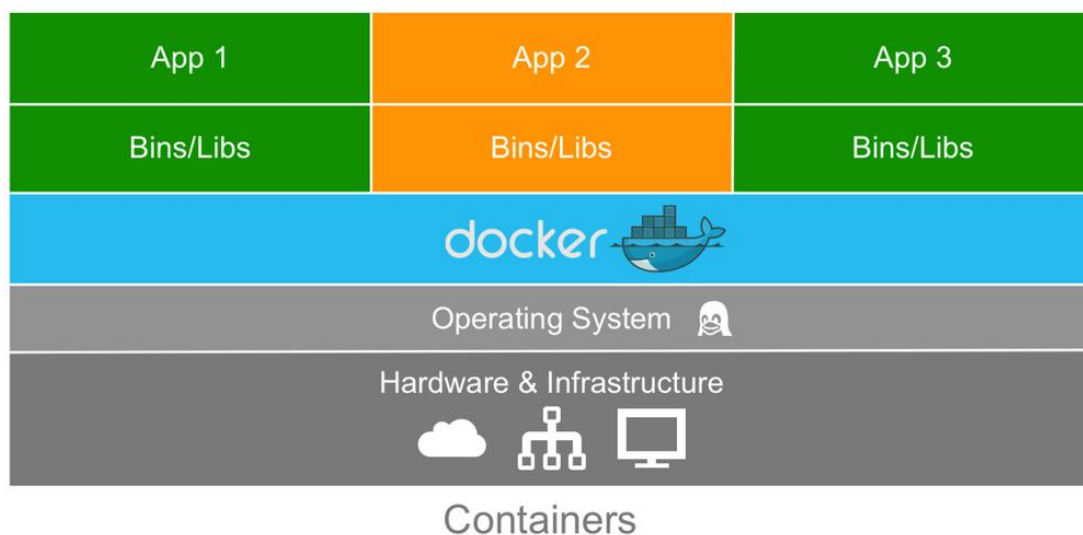 App 1 App 2 App 3
Bins/Libs Bins/Libs Bins/Libs
docker
Operating System
Hardware & Infrastructure
Containers